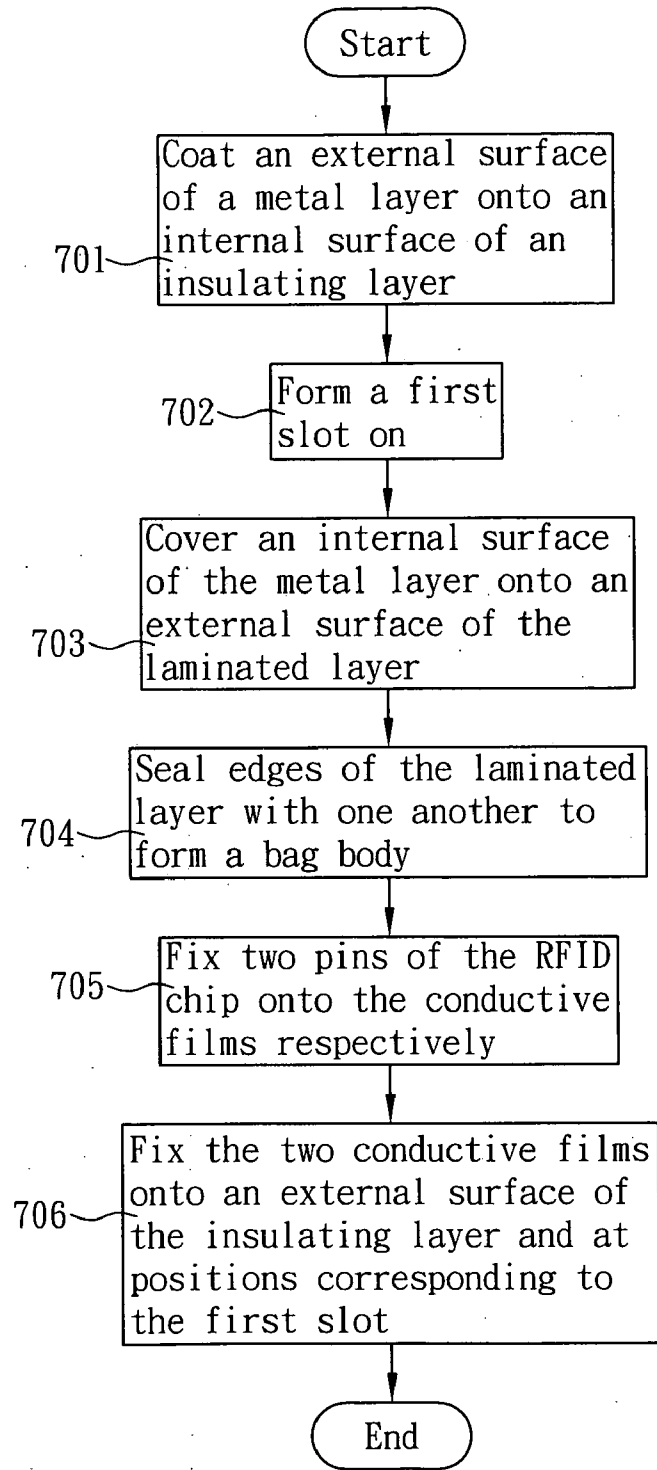 Start
Coat an external surface
of a metal layer onto an
internal surface of an
insulating layer
701
Form a first
slot on
702
Cover an internal surface
of the metal layer onto an
external surface of the
laminated layer
703
Seal edges of the laminated
layer with one another to
form a bag body
704
Fix two pins of the RFID
chip onto the conductive
films respectively
705
Fix the two conductive films
onto an external surface of
the insulating layer and at
positions corresponding to
the first slot
706
End